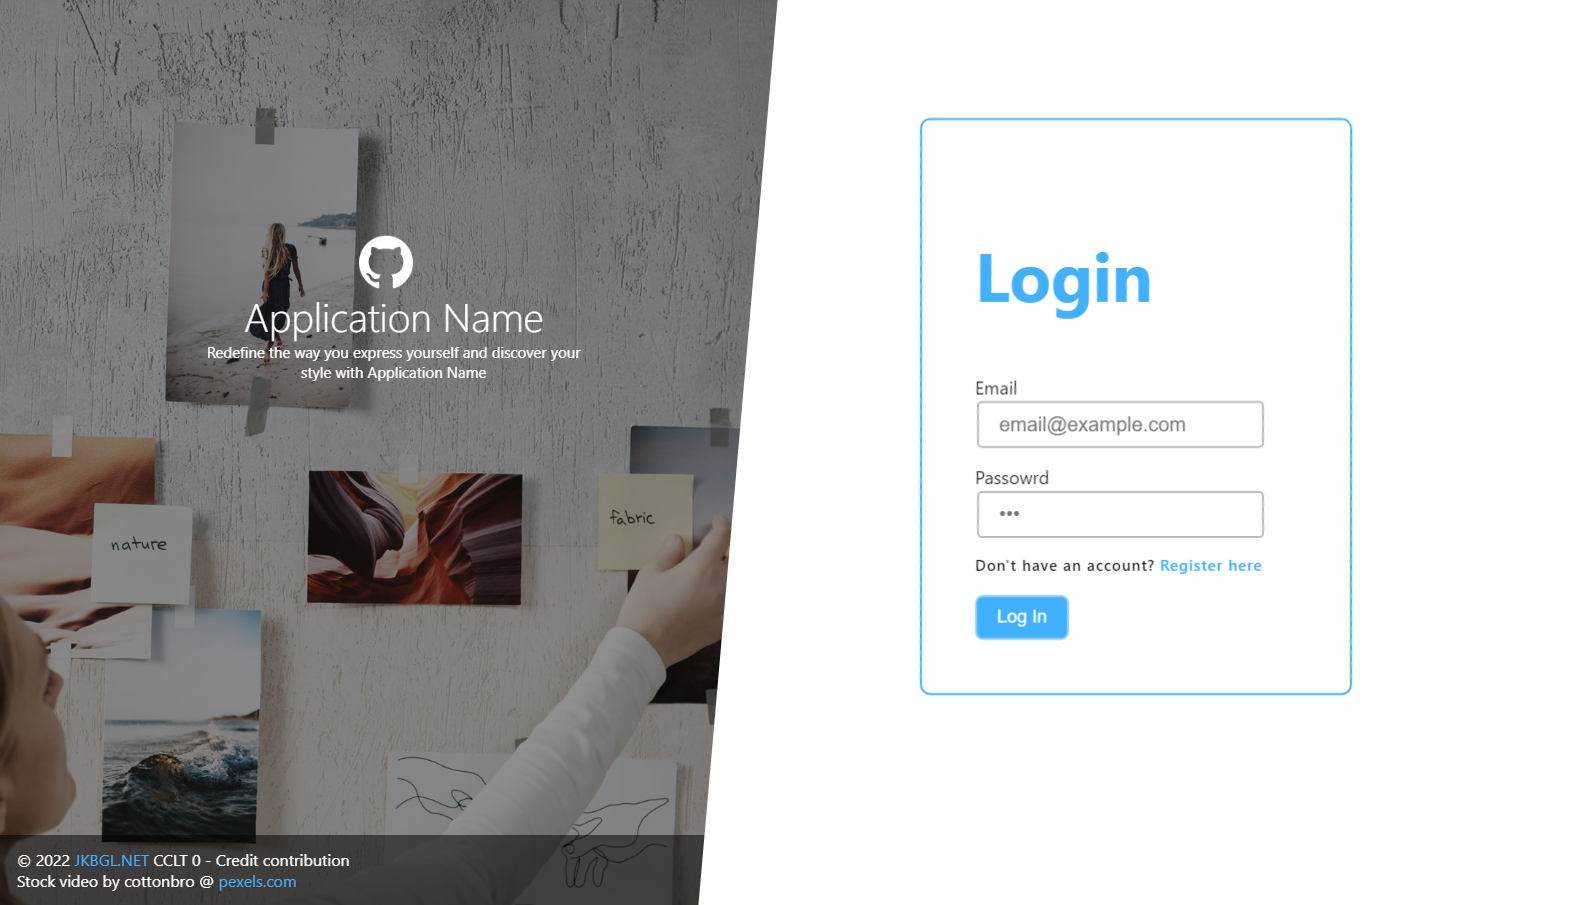 Application Name
Redefine the way you express yourself and discover your
style with Application Name
nature
fabric
© 2022 JKBGL.NET CCLT 0 - Credit contribution
Stock video by cottonbro @ pexels.com
Login
Email
email@example.com
Passowrd
•••
Don't have an account? Register here
Log In